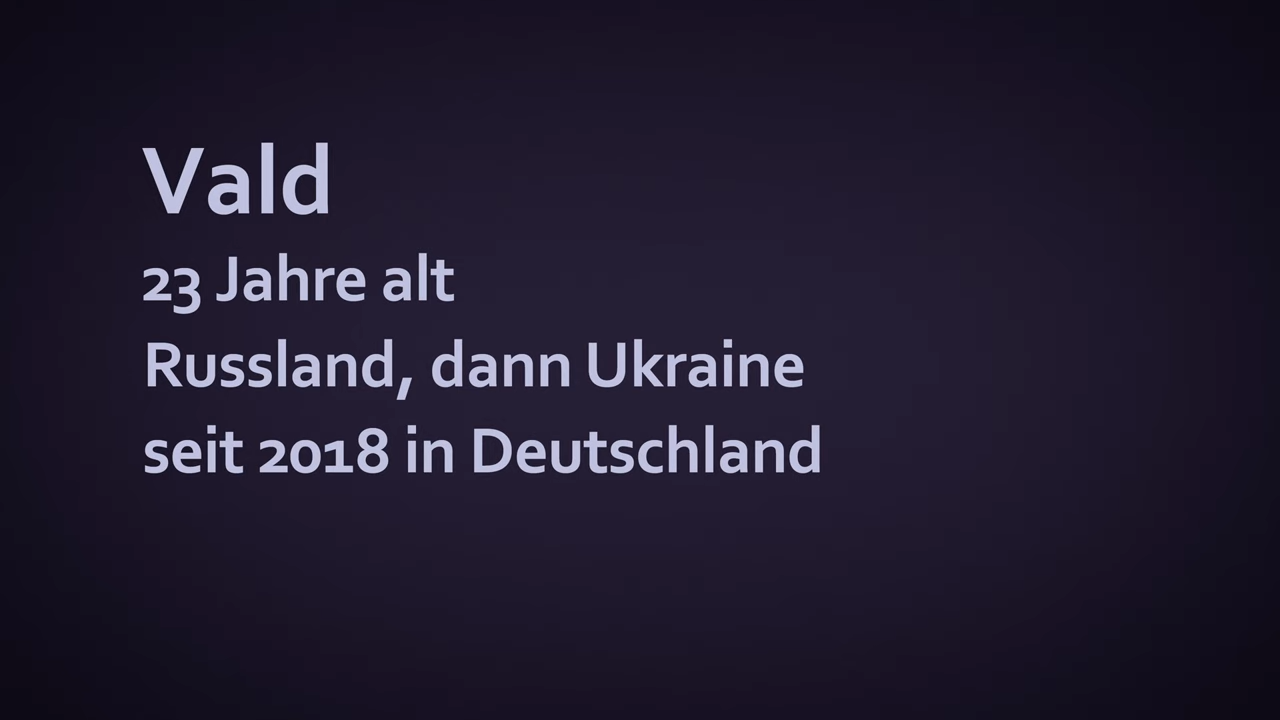 Vald
23 Jahre alt
Russland, dann Ukraine
seit 2018 in Deutschland